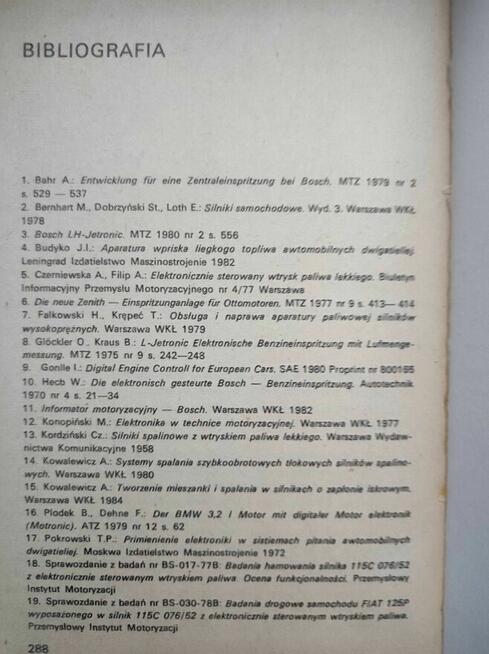 BIBLIOGRAFIA
1. Bahr A.: Entwicklung für eine Zentraleinspritzung bei Bosch. MTZ 1979 nr 2
s. 529 — 537
2. Bernhart M., Dobrzyński St., Loth E.: Silniki samochodowe. Wyd. 3. Warszawa WKŁ
1978
3. Bosch LH-Jetronic. MTZ 1980 nr 2 s. 556
4. Budyko J.I.: Aparatura wpriska liegkogo topliwa awtomobilnych dwigatieliej.
Leningrad Izdatielstwo Maszinostrojenie 1982
5. Czerniewska A., Filip A.: Elektronicznie sterowany wtrysk paliwa lekkiego. Biuletyn
Informacyjny Przemysłu Motoryzacyjnego nr 4/77 Warszawa
6. Die neue Zenith — Einspritzunganlage für Ottomotoren. MTZ 1977 nr 9 s. 413— 414
7. Falkowski H., Krępeć T.: Obsługa i naprawa aparatury paliwowej silników
wysokoprężnych. Warszawa WKŁ 1979
8. Glöckler O., Kraus B.: L-Jetronic Elektronische Benzineinspritzung mit Luftmenge-
messung. MTZ 1975 nr 9 s. 242—248
9. Gonlle I.: Digital Engine Controll for European Cars. SAE 1980 Proprint nr 800165
10. Hecb W.: Die elektronisch gesteurte Bosch — Benzineinspritzung. Autotechnik
1970 nr 4 s. 21—34
11. Informator motoryzacyjny — Bosch. Warszawa WKŁ 1982
12. Konopiński M.: Elektronika w technice motoryzacyjnej. Warszawa WKŁ 1977
13. Kordziński Cz.: Silniki spalinowe z wtryskiem paliwa lekkiego. Warszawa Wydaw-
nictwa Komunikacyjne 1958
14. Kowalewicz A.: Systemy spalania szybkoobrotowych tłokowych silników spalino-
wych. Warszawa WKŁ 1980
15. Kowalewicz A.: Tworzenie mieszanki i spalania w silnikach o zapłonie iskrowym.
Warszawa WKŁ 1984
16. Plodek B., Dehne F.: Der BMW 3,2 l Motor mit digitaler Motor elektronik
(Motronic). ATZ 1979 nr 12 s. 62
17. Pokrowski T.P.: Primienienie elektroniki w sistiemach pitania awtomobilnych
dwigatieliej. Moskwa Izdatielstwo Maszinostrojenie 1972
18. Sprawozdanie z badań nr BS-017-77B: Badania hamowania silnika 115C 076/52
z elektronicznie sterowanym wtryskiem paliwa. Ocena funkcjonalności. Przemysłowy
Instytut Motoryzacji
19. Sprawozdanie z badań nr BS-030-78B: Badania drogowe samochodu FIAT 125P
wyposażonego w silnik 115C 076/52 z elektronicznie sterowanym wtryskiem paliwa.
Przemysłowy Instytut Motoryzacji
288